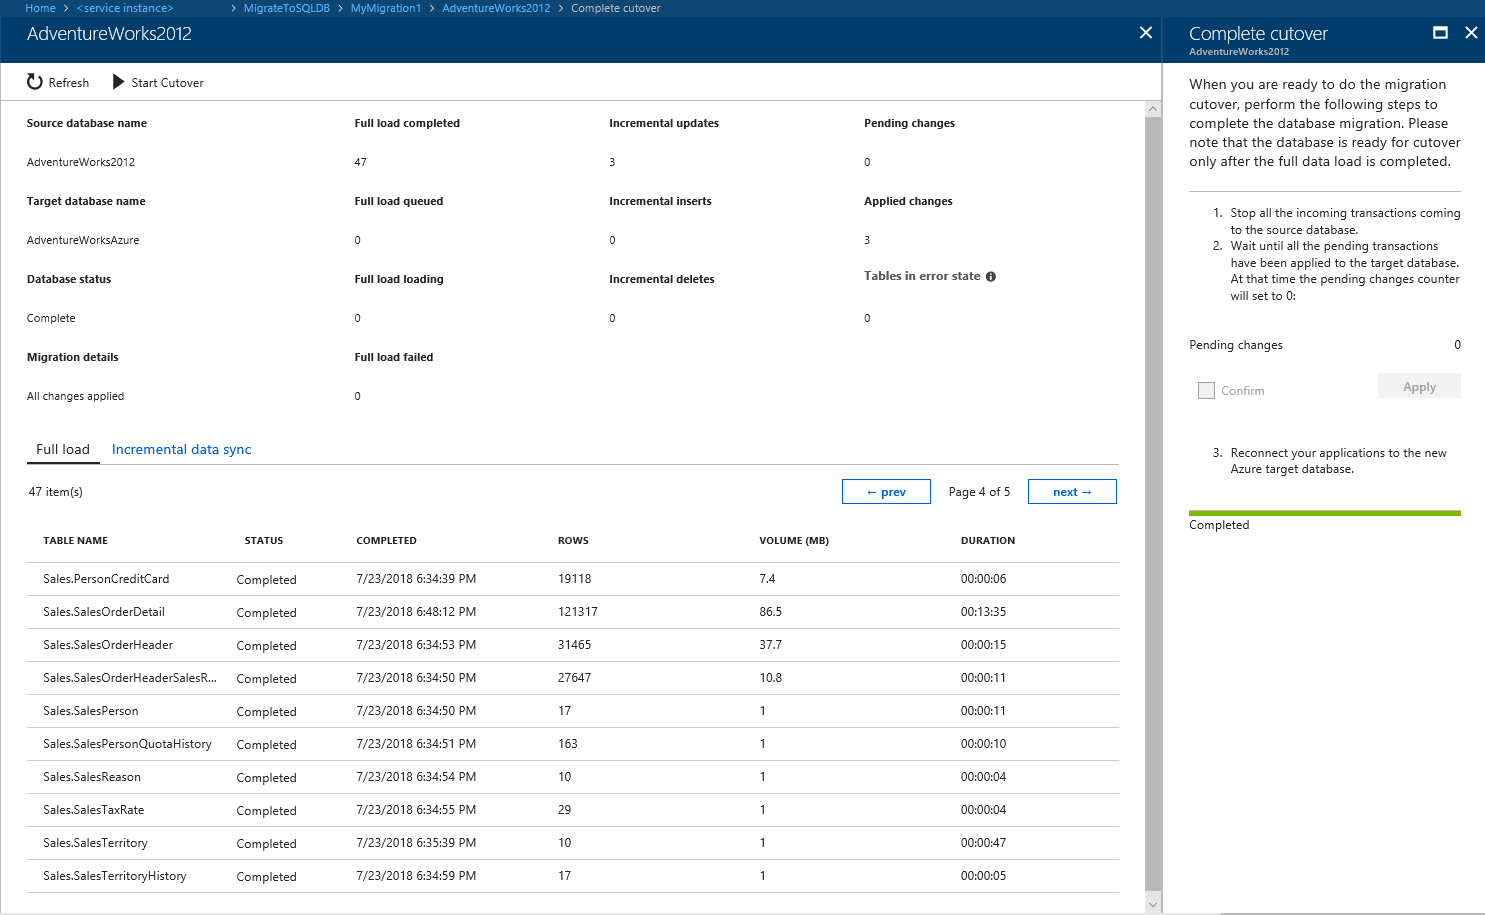 Home > <service instance> > MigrateToSQLDB > MyMigration1 > AdventureWorks2012 > Complete cutover
AdventureWorks2012
Refresh Start Cutover
Source database name Full load completed Incremental updates Pending changes
AdventureWorks2012 47 3 0
Target database name Full load queued Incremental inserts Applied changes
AdventureWorksAzure 0 0 3
Database status Full load loading Incremental deletes Tables in error state
Complete 0 0 0
Migration details Full load failed
All changes applied 0
Full load Incremental data sync
47 item(s) ← prev Page 4 of 5 next →
TABLE NAME STATUS COMPLETED ROWS VOLUME (MB) DURATION
Sales.PersonCreditCard Completed 7/23/2018 6:34:39 PM 19118 7.4 00:00:06
Sales.SalesOrderDetail Completed 7/23/2018 6:48:12 PM 121317 86.5 00:13:35
Sales.SalesOrderHeader Completed 7/23/2018 6:34:53 PM 31465 37.7 00:00:15
Sales.SalesOrderHeaderSalesR... Completed 7/23/2018 6:34:50 PM 27647 10.8 00:00:11
Sales.SalesPerson Completed 7/23/2018 6:34:50 PM 17 1 00:00:11
Sales.SalesPersonQuotaHistory Completed 7/23/2018 6:34:51 PM 163 1 00:00:10
Sales.SalesReason Completed 7/23/2018 6:34:54 PM 10 1 00:00:04
Sales.SalesTaxRate Completed 7/23/2018 6:34:55 PM 29 1 00:00:04
Sales.SalesTerritory Completed 7/23/2018 6:35:39 PM 10 1 00:00:47
Sales.SalesTerritoryHistory Completed 7/23/2018 6:34:59 PM 17 1 00:00:05
Complete cutover
AdventureWorks2012
When you are ready to do the migration
cutover, perform the following steps to
complete the database migration. Please
note that the database is ready for cutover
only after the full data load is completed.
1. Stop all the incoming transactions coming
to the source database.
2. Wait until all the pending transactions
have been applied to the target database.
At that time the pending changes counter
will set to 0:
Pending changes 0
Confirm Apply
3. Reconnect your applications to the new
Azure target database.
Completed